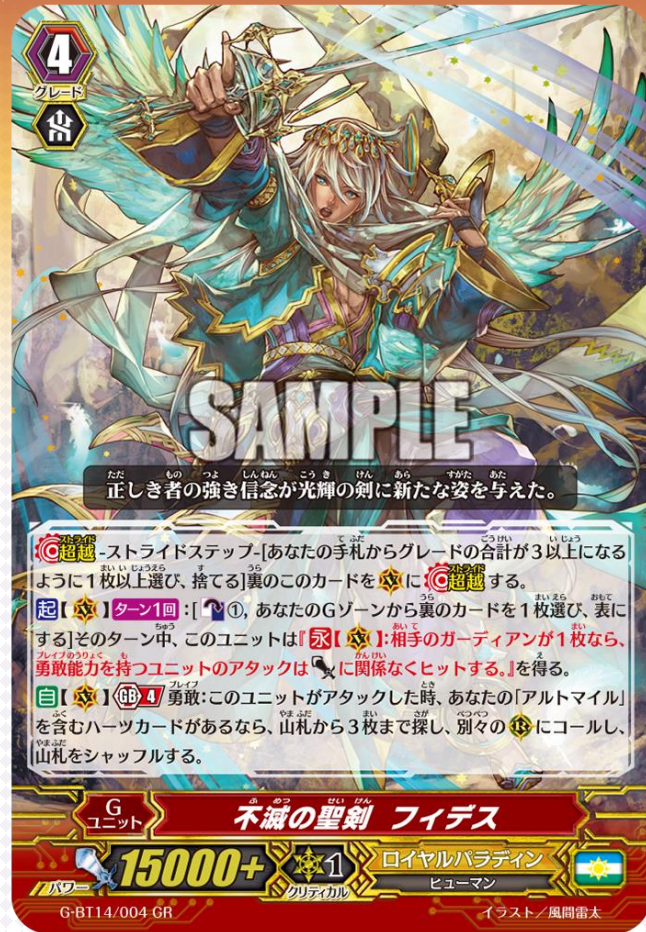 4
グレード
SAMPLE
正しき者の強き信念が光輝の剣に新たな姿を与えた。
超越-ストライドステップ-[あなたの手札からグレードの合計が3以上になる
ように1枚以上選び、捨てる]裏のこのカードを に 超越する。
起【 】ターン1回:[ ①, あなたのGゾーンから裏のカードを1枚選び、表に
する]そのターン中、このユニットは『永【 】:相手のガーディアンが1枚なら、
勇敢能力を持つユニットのアタックは に関係なくヒットする。』を得る。
自【 】GB 4 勇敢:このユニットがアタックした時、あなたの「アルトマイル」
を含むハーツカードがあるなら、山札から3枚まで探し、別々の Ⓡ にコールし、
山札をシャッフルする。
G
ユニット
不滅の聖剣 フィデス
パワー 15000+ 1 クリティカル
ロイヤルパラディン
ヒューマン
G-BT14/004 GR
イラスト/風間雷太